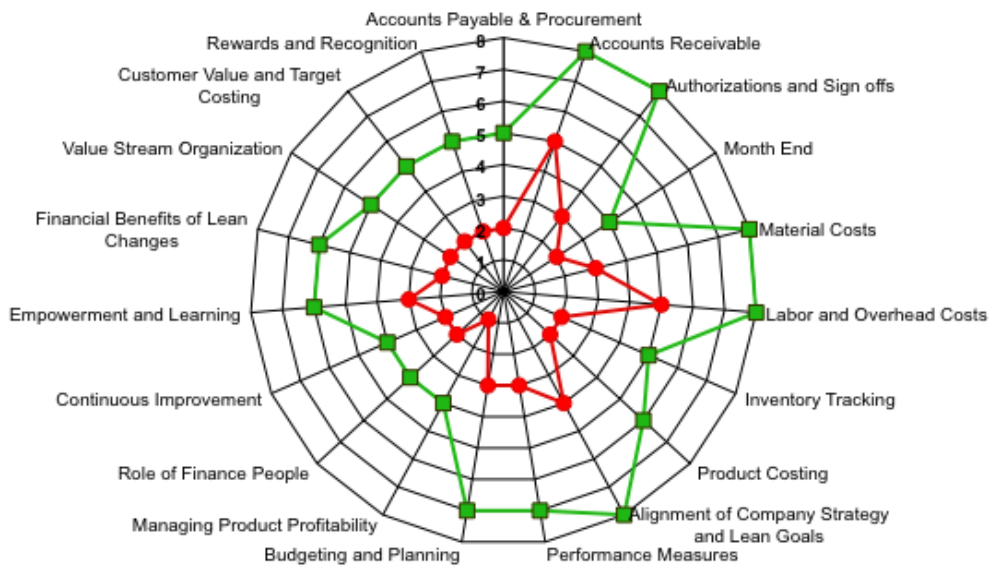 Accounts Payable & Procurement
Rewards and Recognition
Accounts Receivable
Customer Value and Target
Costing
Authorizations and Sign offs
Value Stream Organization
Month End
Financial Benefits of Lean
Changes
Material Costs
Empowerment and Learning
Labor and Overhead Costs
Continuous Improvement
Inventory Tracking
Role of Finance People
Product Costing
Managing Product Profitability
Alignment of Company Strategy
and Lean Goals
Budgeting and Planning
Performance Measures
8
7
6
5
4
3
2
1
0